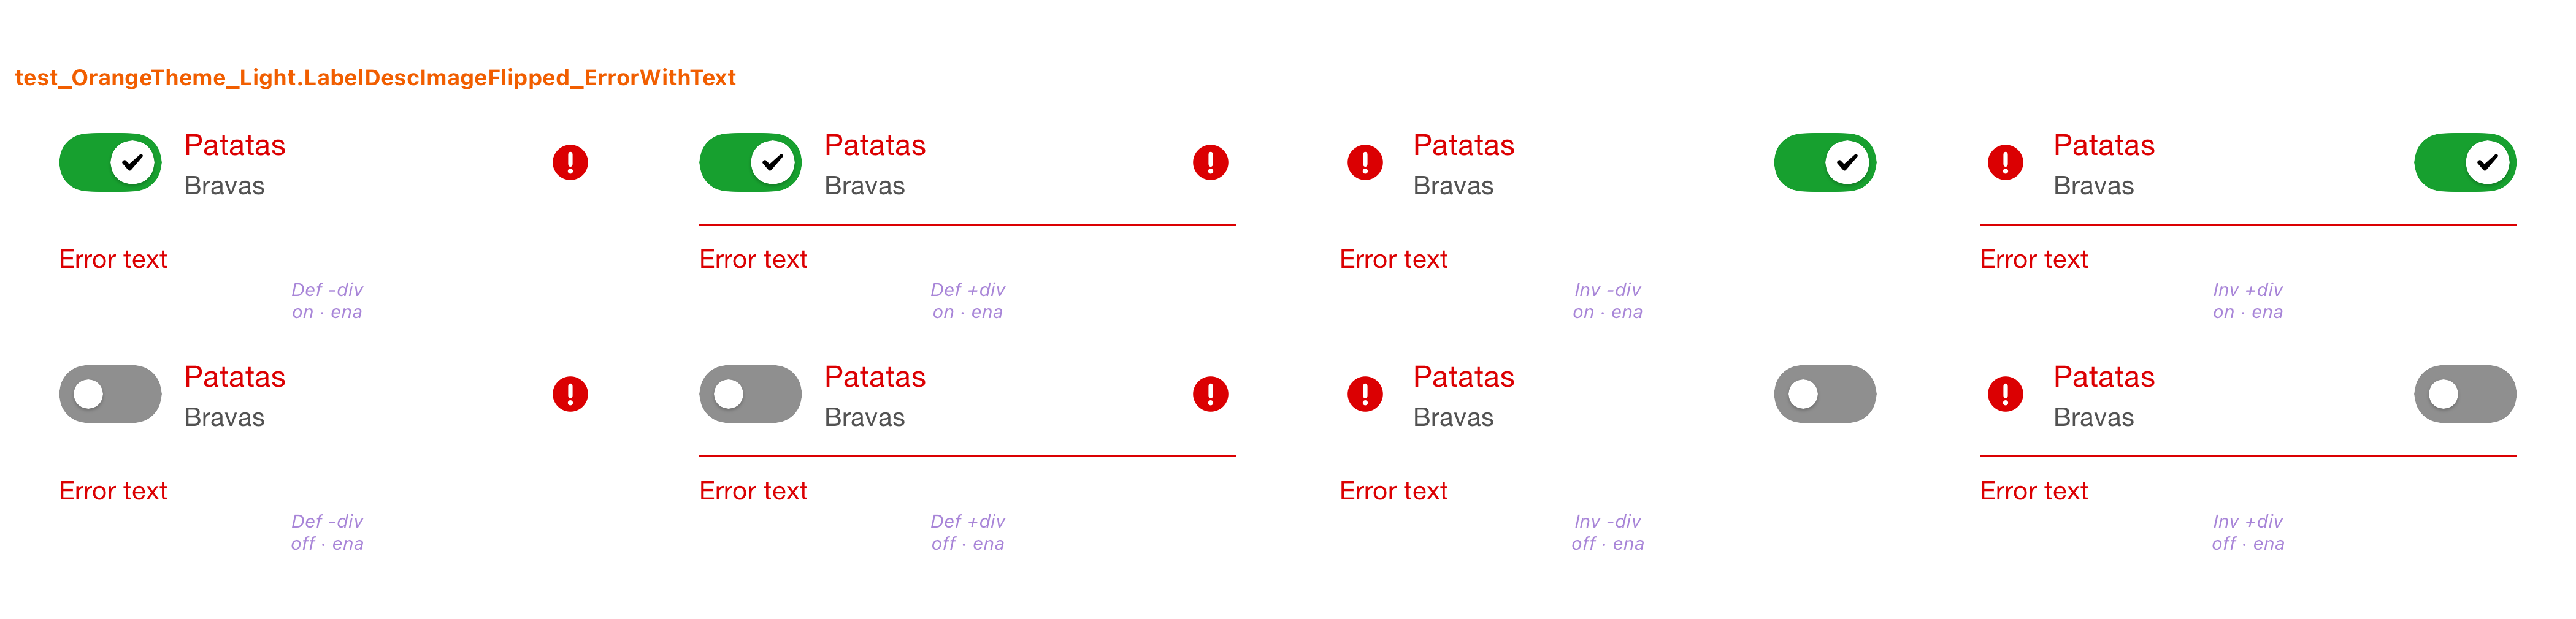 test_OrangeTheme_Light.LabelDescImageFlipped_ErrorWithText
Patatas
Bravas
Error text
Def -div
on · ena
Patatas
Bravas
Error text
Def +div
on · ena
Patatas
Bravas
Error text
Inv -div
on · ena
Patatas
Bravas
Error text
Inv +div
on · ena
Patatas
Bravas
Error text
Def -div
off · ena
Patatas
Bravas
Error text
Def +div
off · ena
Patatas
Bravas
Error text
Inv -div
off · ena
Patatas
Bravas
Error text
Inv +div
off · ena